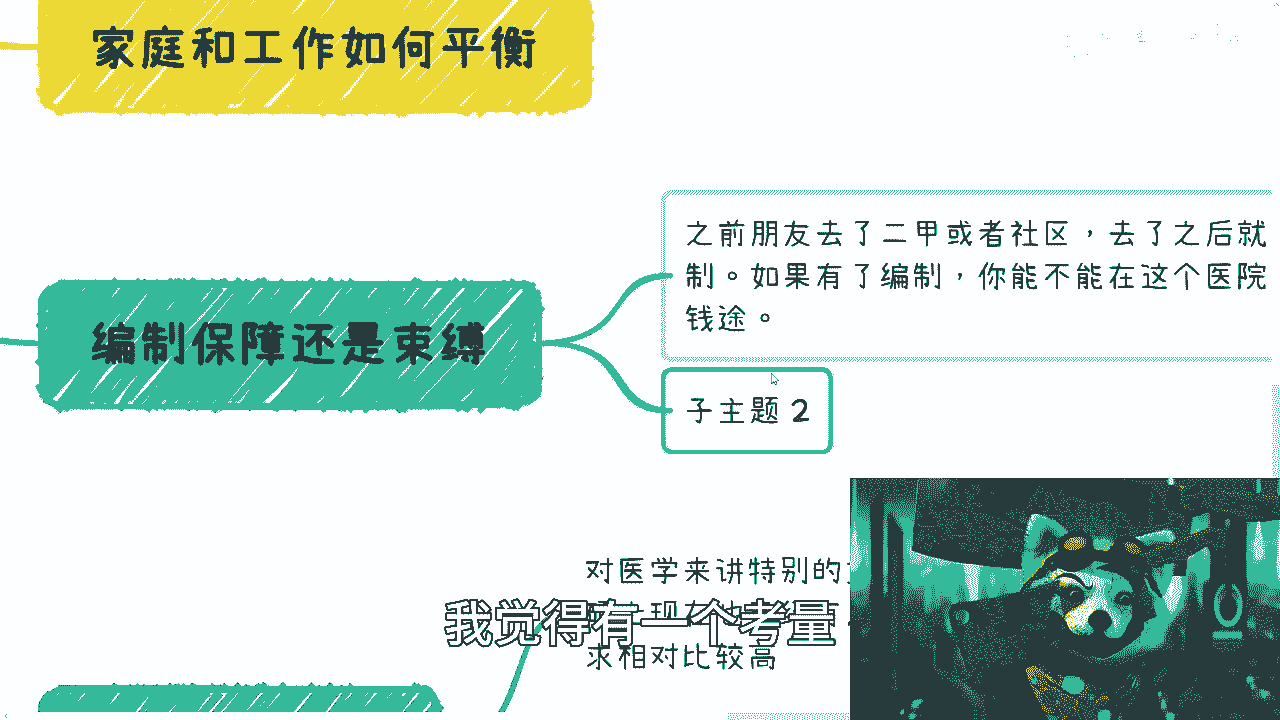 家庭和工作如何平衡
之前朋友去了二甲或者社区，去了之后就
制。如果有了编制，你能不能在这个医院
钱途。
编制保障还是束缚
子主题 2
对医学来讲特别的
我觉得有一个考量
求相对比较高